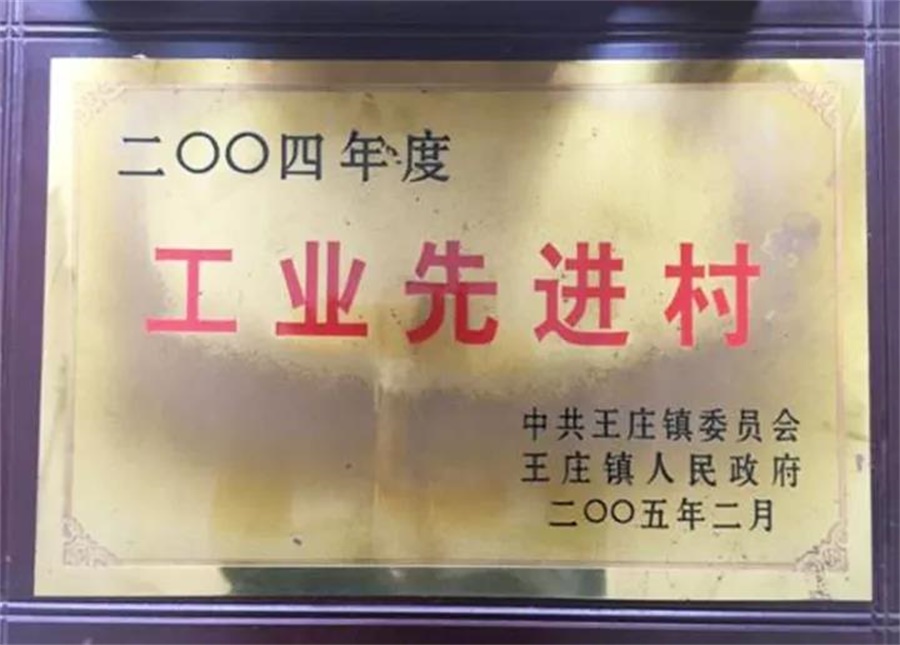 二〇〇四年度
工业先进村
中共王庄镇委员会
王庄镇人民政府
二〇〇五年二月